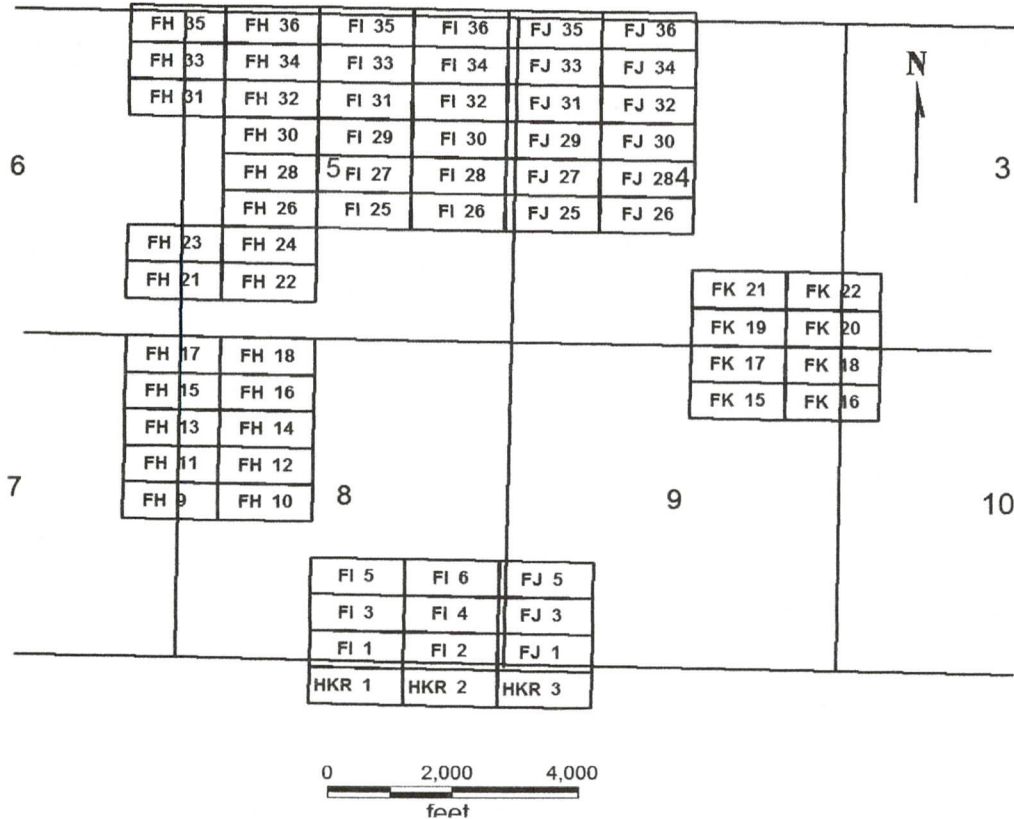 FH 35 FH 36 FI 35 FI 36 FJ 35 FJ 36
FH 33 FH 34 FI 33 FI 34 FJ 33 FJ 34
N
FH 31 FH 32 FI 31 FI 32 FJ 31 FJ 32
FH 30 FI 29 FI 30 FJ 29 FJ 30
6 FH 28 5 FI 27 FI 28 FJ 27 FJ 28 4 3
FH 26 FI 25 FI 26 FJ 25 FJ 26
FH 23 FH 24
FH 21 FH 22 FK 21 FK 22
FK 19 FK 20
FH 17 FH 18 FK 17 FK 18
FH 15 FH 16 FK 15 FK 16
FH 13 FH 14
FH 11 FH 12
7 FH 9 FH 10 8 9 10
FI 5 FI 6 FJ 5
FI 3 FI 4 FJ 3
FI 1 FI 2 FJ 1
HKR 1 HKR 2 HKR 3
0 2,000 4,000
feet